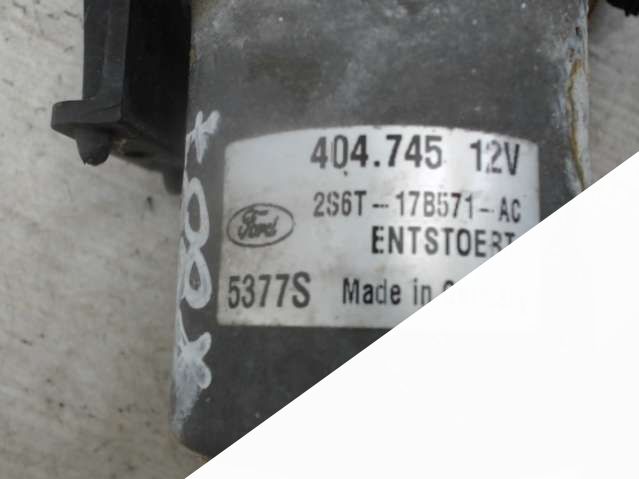 404.745 12V
2S6T-17B571-AC
Ford
ENTSTOERT
5377S Made in